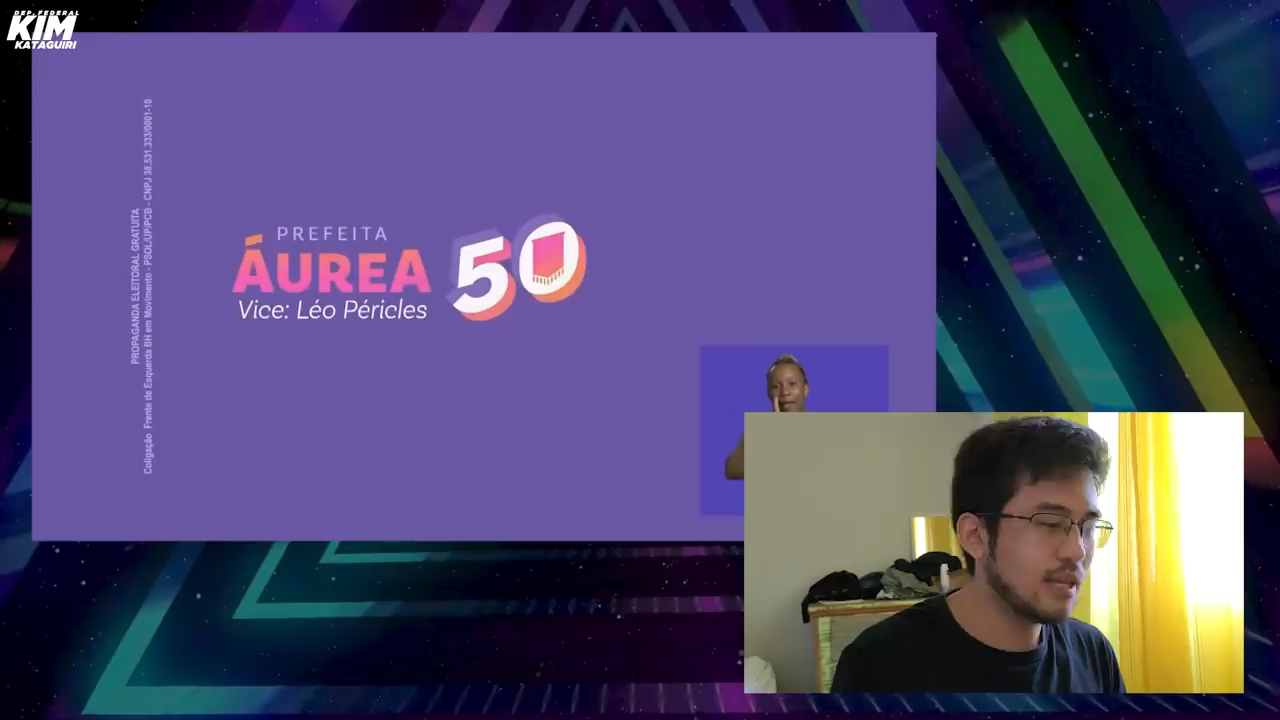 DEP. FEDERAL
KIM
KATAGUIRI
PROPAGANDA ELEITORAL GRATUITA
Coligação Frente de Esquerda BH em Movimento - PSOL/UP/PCB - CNPJ 38.531.333/0001-10
PREFEITA
ÁUREA 50
Vice: Léo Péricles